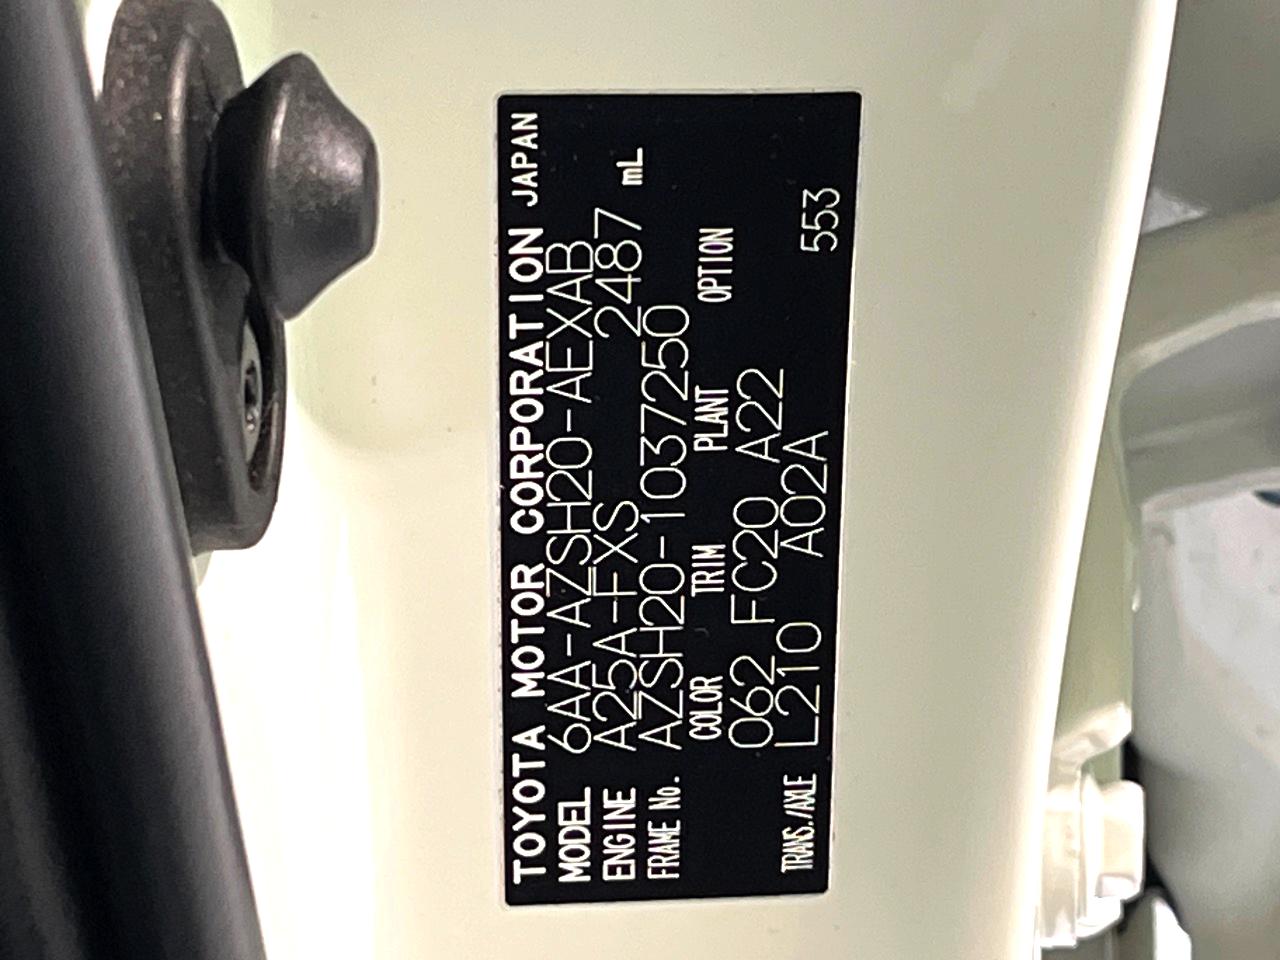 TOYOTA MOTOR CORPORATION JAPAN
MODEL 6AA-AZSH20-AEXAB
ENGINE A25A-FXS 2487 mL
FRAME No. AZSH20-1037250
COLOR TRIM PLANT OPTION
062 FC20 A22
TRANS./AXLE L210 A02A 553